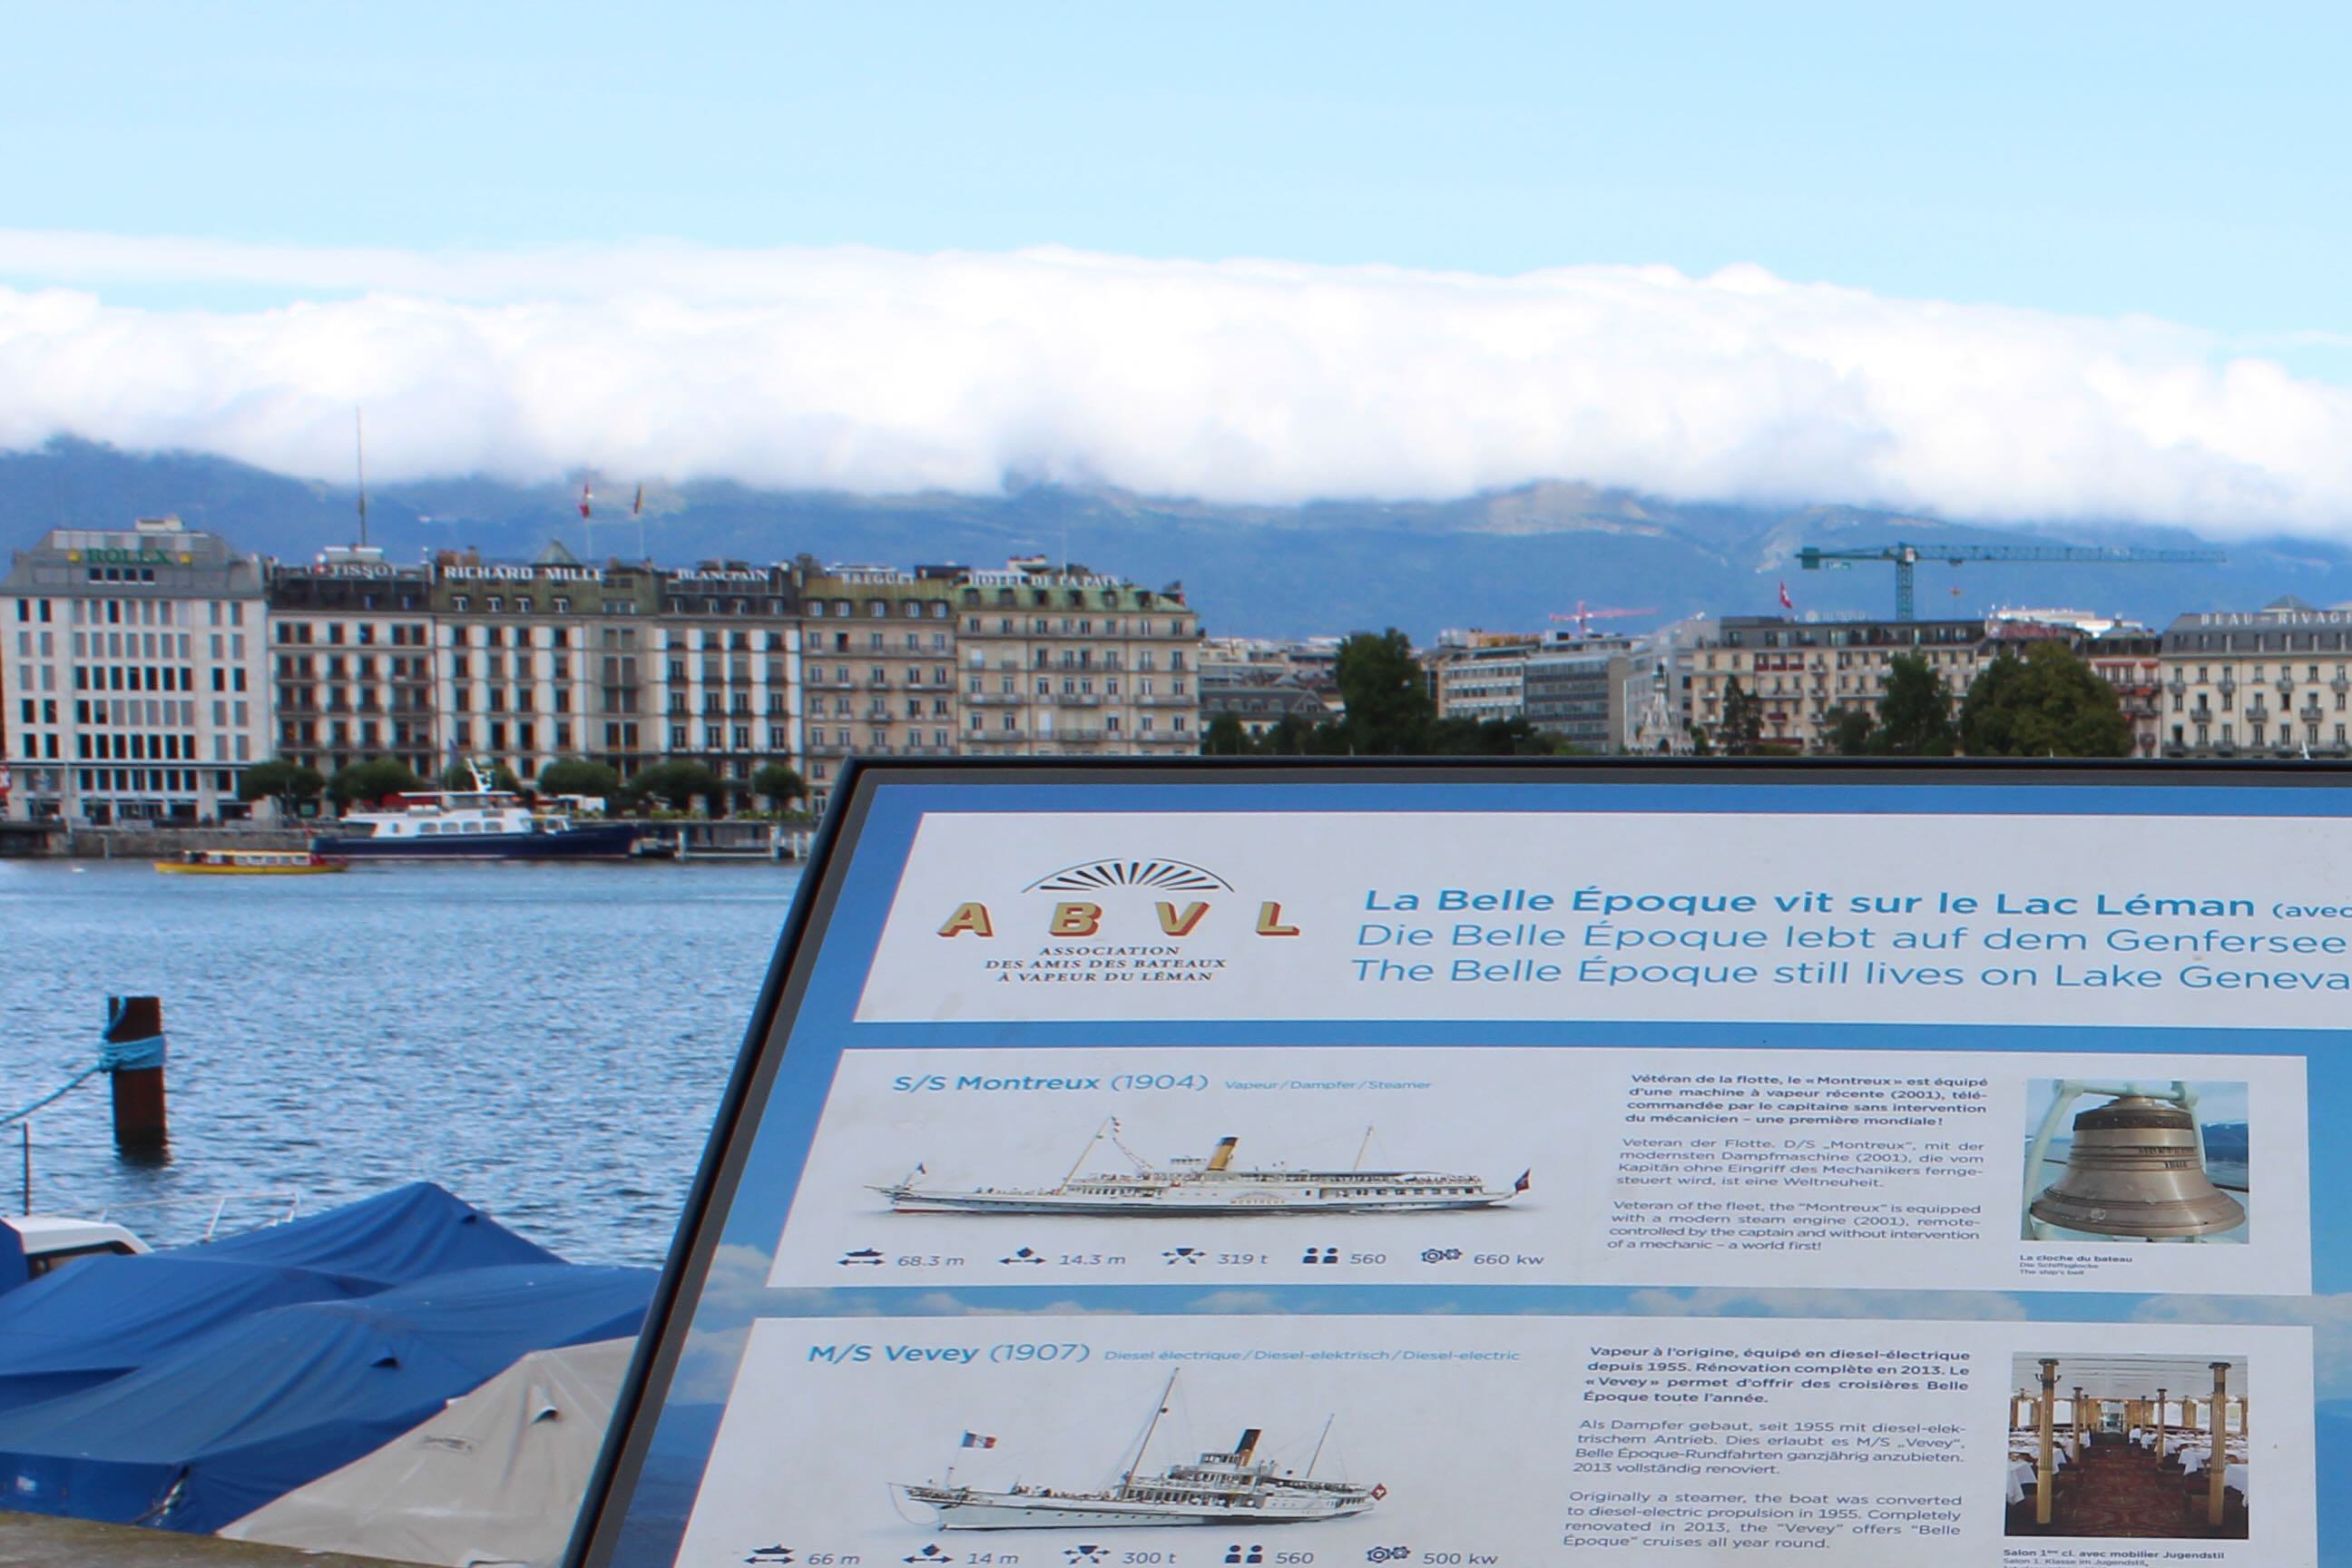 ROLEX
TISSOT
RICHARD MILLE
BLANCPAIN
BREGUET
HOTEL DE LA PAIX
BEAU-RIVAG
A B V L
ASSOCIATION
DES AMIS DES BATEAUX
À VAPEUR DU LÉMAN
La Belle Époque vit sur le Lac Léman (avec
Die Belle Époque lebt auf dem Genfersee
The Belle Époque still lives on Lake Geneva
S/S Montreux (1904) Vapeur/Dampfer/Steamer
MONTREUX
68.3 m 14.3 m 319 t 560 660 kw
Vétéran de la flotte, le «Montreux» est équipé
d'une machine à vapeur récente (2001), télé-
commandée par le capitaine sans intervention
du mécanicien – une première mondiale!
Veteran der Flotte. D/S „Montreux", mit der
modernsten Dampfmaschine (2001), die vom
Kapitän ohne Eingriff des Mechanikers fernge-
steuert wird, ist eine Weltneuheit.
Veteran of the fleet, the "Montreux" is equipped
with a modern steam engine (2001), remote-
controlled by the captain and without intervention
of a mechanic – a world first!
La cloche du bateau
Die Schiffsglocke
The ship's bell
M/S Vevey (1907) Diesel électrique/Diesel-elektrisch/Diesel-electric
66 m 14 m 300 t 560 500 kw
Vapeur à l'origine, équipé en diesel-électrique
depuis 1955. Rénovation complète en 2013. Le
«Vevey» permet d'offrir des croisières Belle
Époque toute l'année.
Als Dampfer gebaut, seit 1955 mit diesel-elek-
trischem Antrieb. Dies erlaubt es M/S „Vevey",
Belle Époque-Rundfahrten ganzjährig anzubieten.
2013 vollständig renoviert.
Originally a steamer, the boat was converted
to diesel-electric propulsion in 1955. Completely
renovated in 2013, the "Vevey" offers "Belle
Époque" cruises all year round.
Salon 1ère cl. avec mobilier Jugendstil
Salon 1. Klasse im Jugendstil,